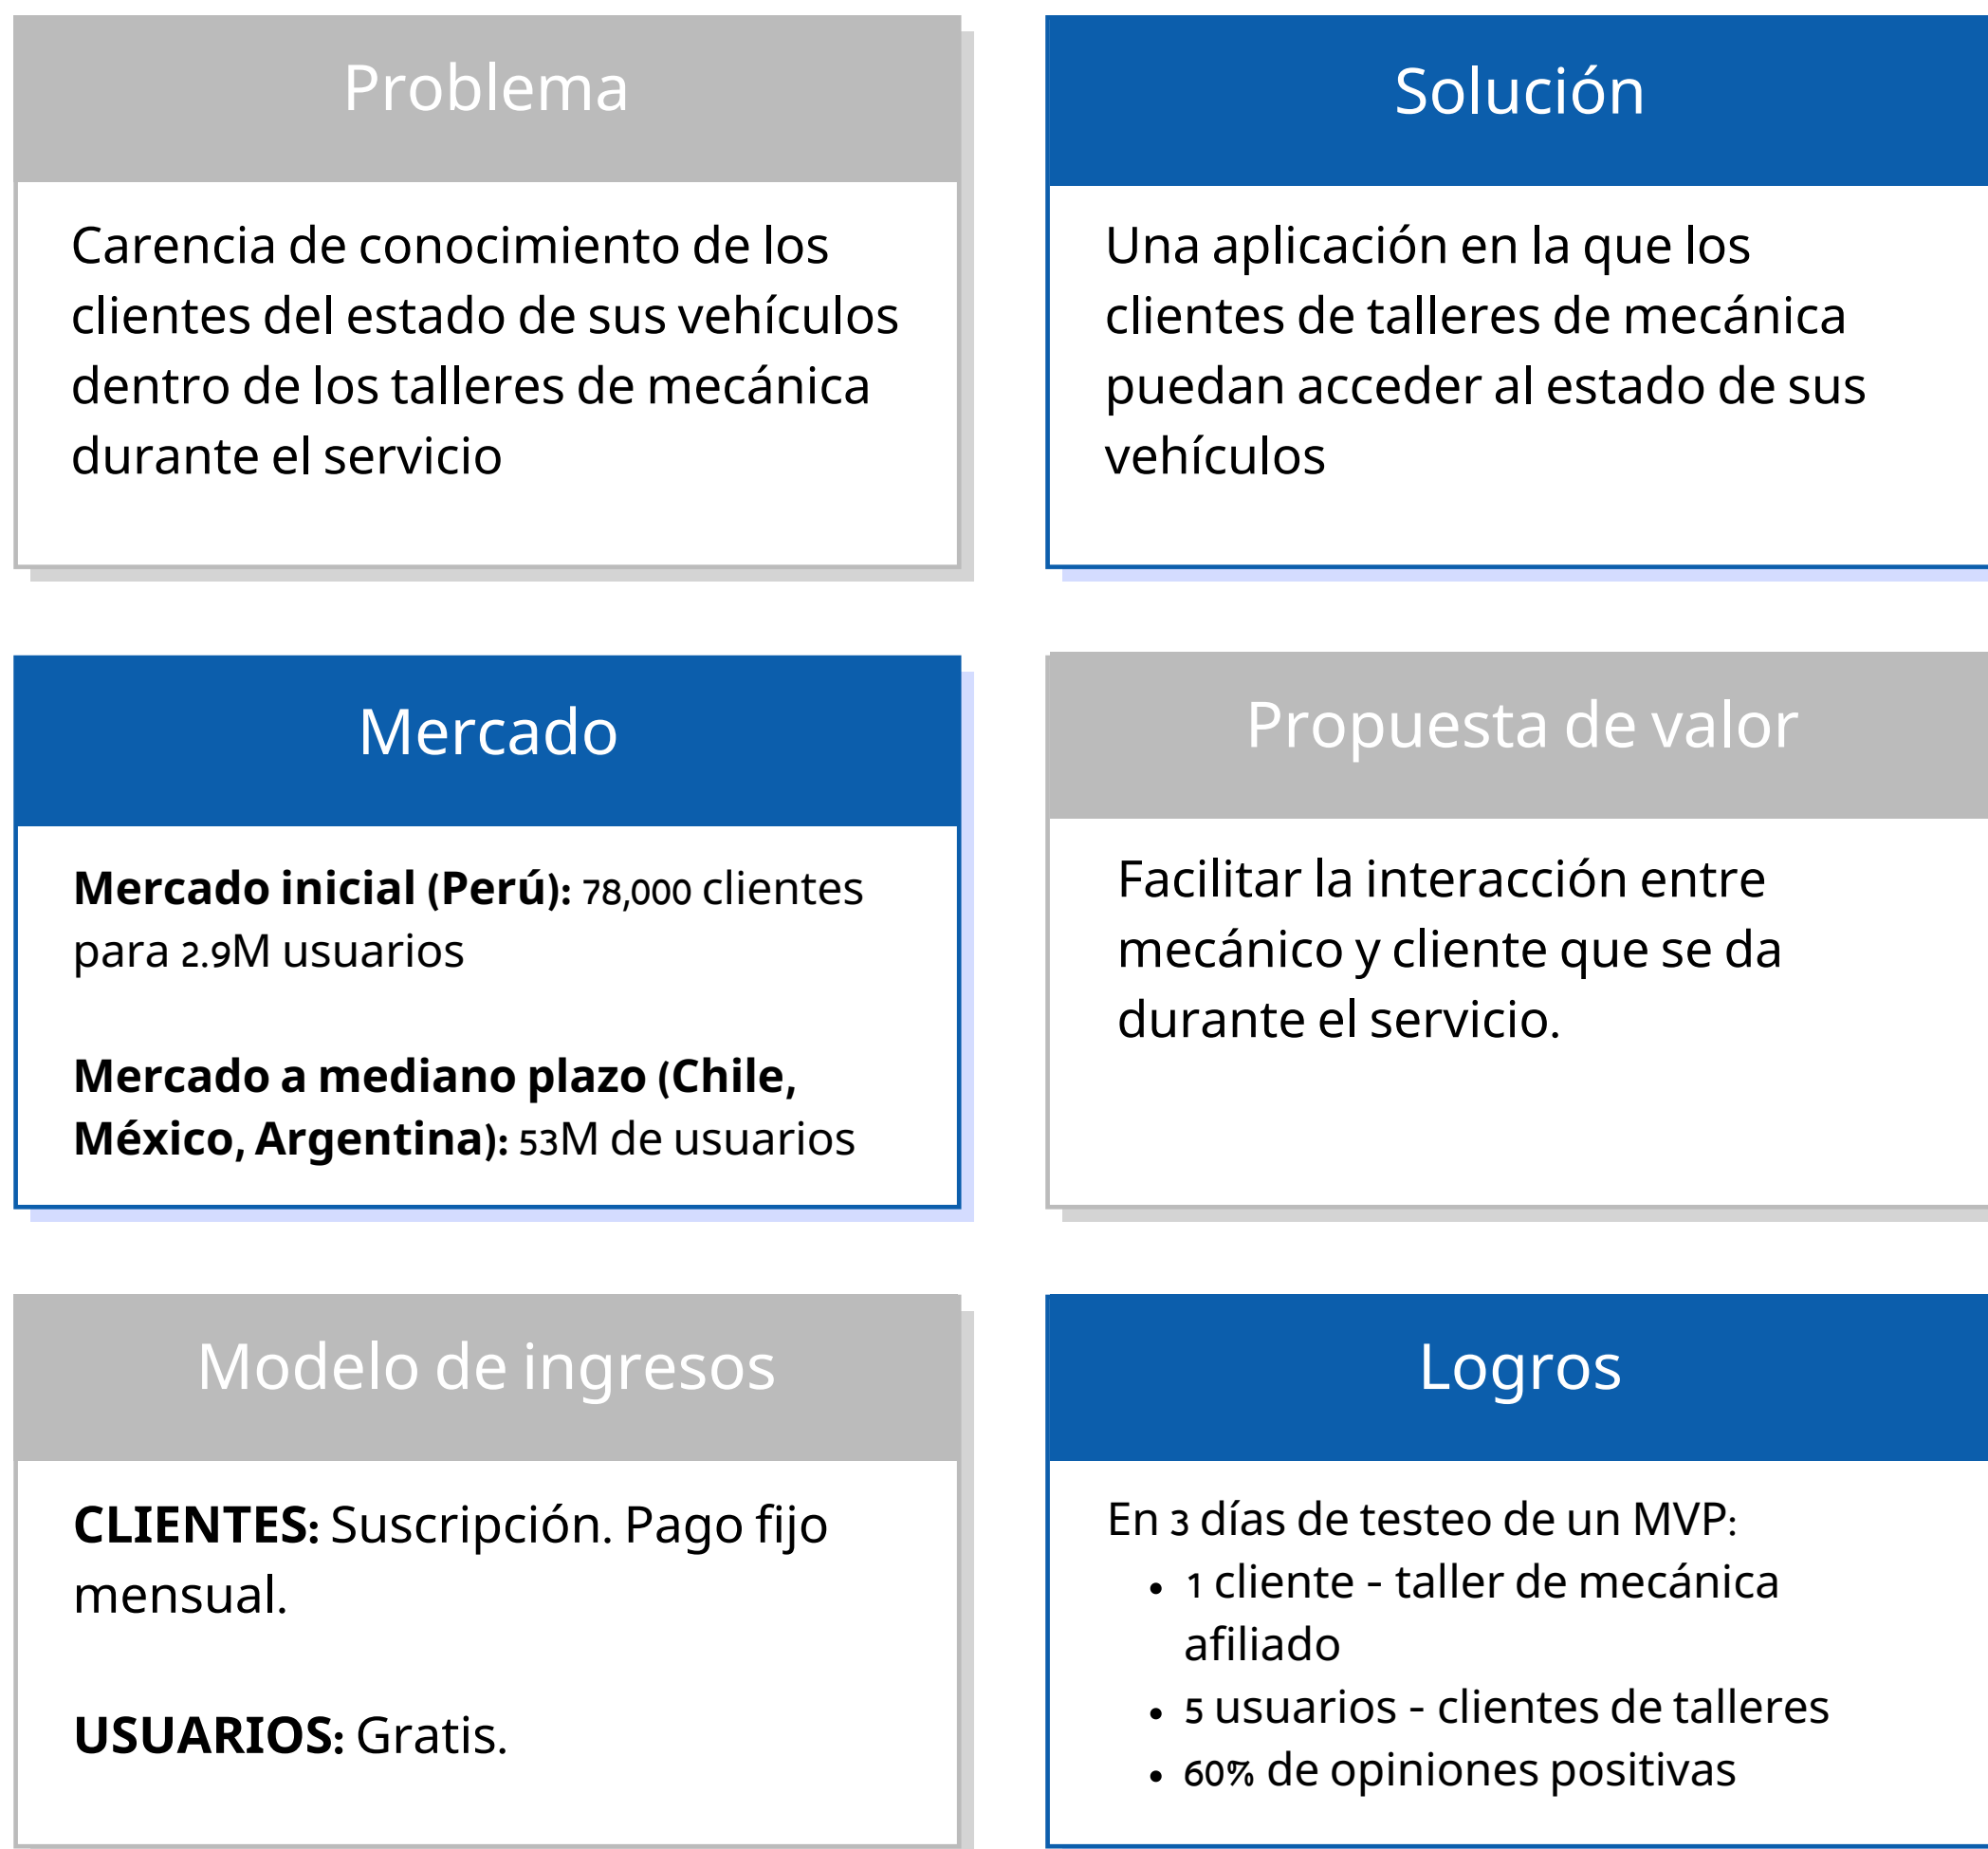 Problema
Carencia de conocimiento de los
clientes del estado de sus vehículos
dentro de los talleres de mecánica
durante el servicio
Solución
Una aplicación en la que los
clientes de talleres de mecánica
puedan acceder al estado de sus
vehículos
Mercado
Mercado inicial (Perú): 78,000 clientes
para 2.9M usuarios
Mercado a mediano plazo (Chile,
México, Argentina): 53M de usuarios
Propuesta de valor
Facilitar la interacción entre
mecánico y cliente que se da
durante el servicio.
Modelo de ingresos
CLIENTES: Suscripción. Pago fijo
mensual.
USUARIOS: Gratis.
Logros
En 3 días de testeo de un MVP:
• 1 cliente - taller de mecánica
afiliado
• 5 usuarios - clientes de talleres
• 60% de opiniones positivas